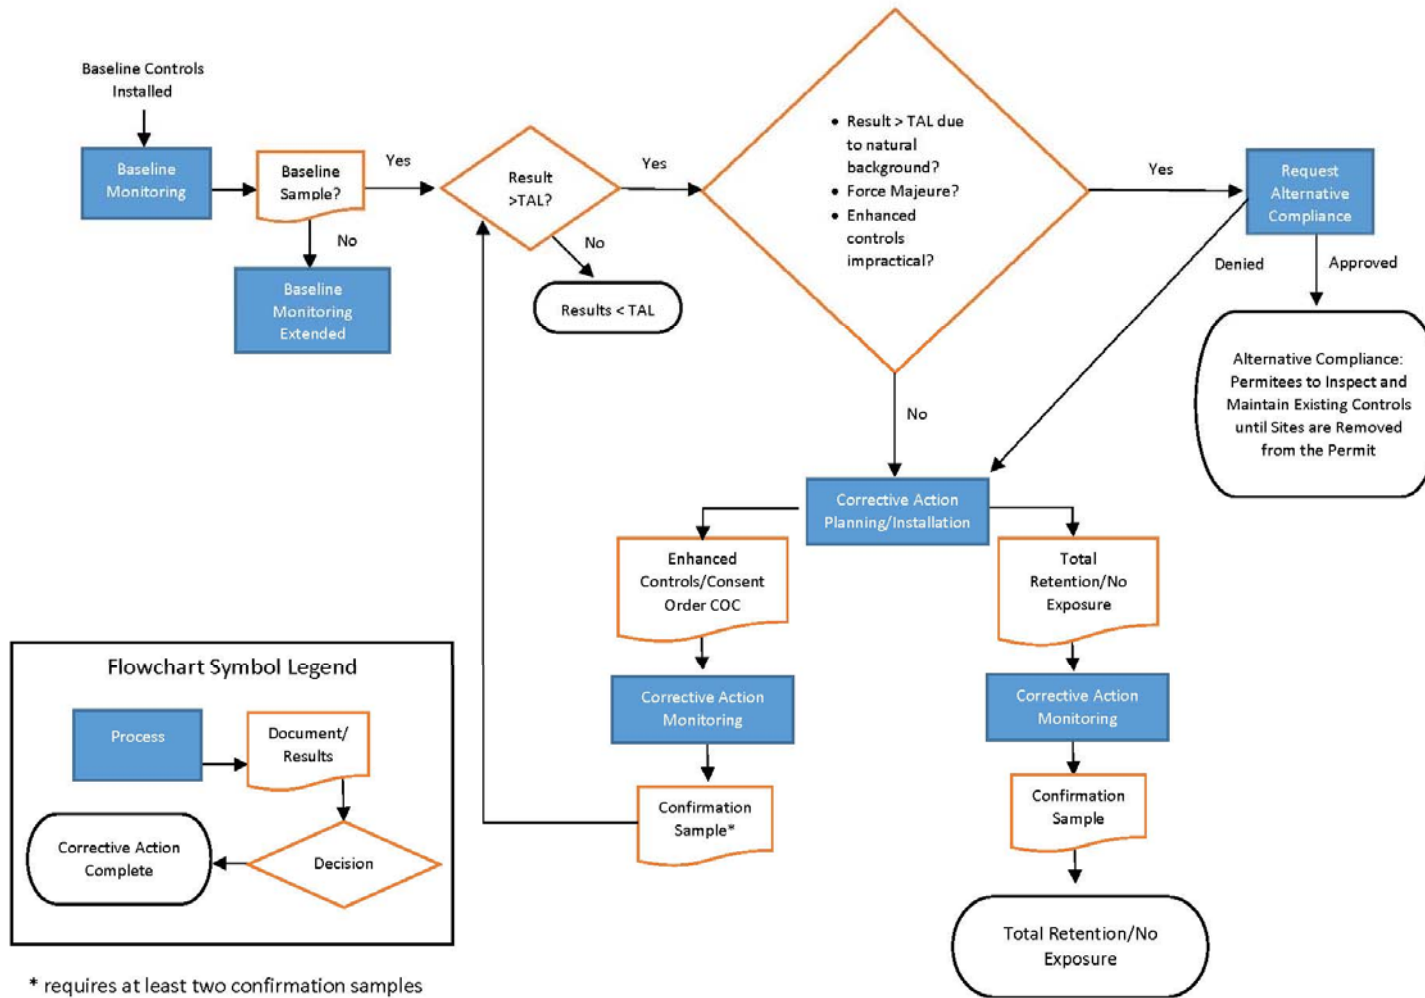 Baseline Controls
Installed
Baseline
Monitoring
Baseline
Sample?
Yes
No
Baseline
Monitoring
Extended
Result
>TAL?
Yes
No
Results < TAL
• Result > TAL due
to natural
background?
• Force Majeure?
• Enhanced
controls
impractical?
Yes
No
Request
Alternative
Compliance
Denied
Approved
Alternative Compliance:
Permitees to Inspect and
Maintain Existing Controls
until Sites are Removed
from the Permit
Corrective Action
Planning/Installation
Enhanced
Controls/Consent
Order COC
Corrective Action
Monitoring
Confirmation
Sample*
Total
Retention/No
Exposure
Corrective Action
Monitoring
Confirmation
Sample
Total Retention/No
Exposure
Flowchart Symbol Legend
Process
Document/
Results
Decision
Corrective Action
Complete
* requires at least two confirmation samples